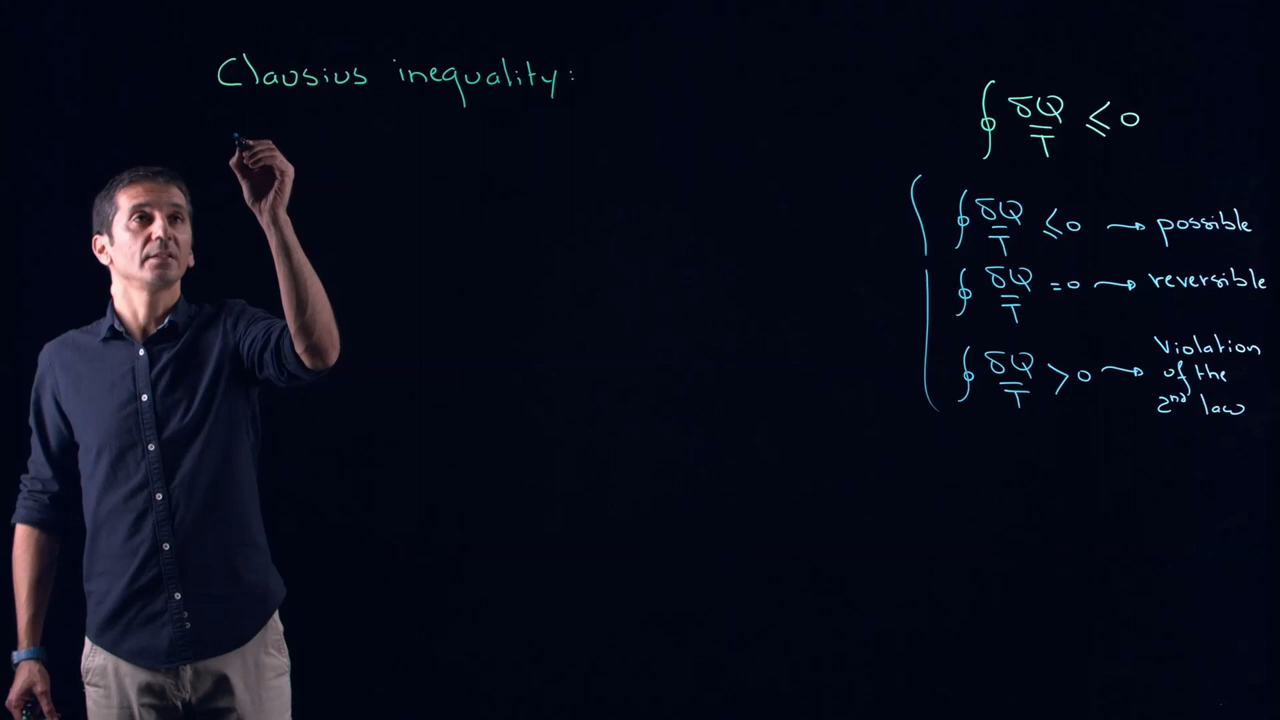 Clausius inequality:
∮ δQ/T ≤ 0
∮ δQ/T ≤ 0 → possible
∮ δQ/T = 0 → reversible
∮ δQ/T > 0 → Violation
of the
2nd law